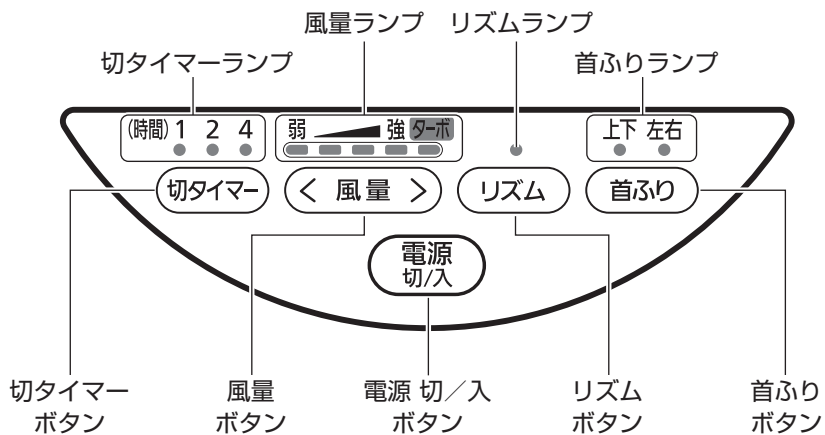 風量ランプ リズムランプ
切タイマーランプ 首ふりランプ
(時間) 1 2 4 弱 強 ターボ 上下 左右
切タイマー < 風量 > リズム 首ふり
電源
切/入
切タイマー
ボタン
風量
ボタン
電源 切／入
ボタン
リズム
ボタン
首ふり
ボタン